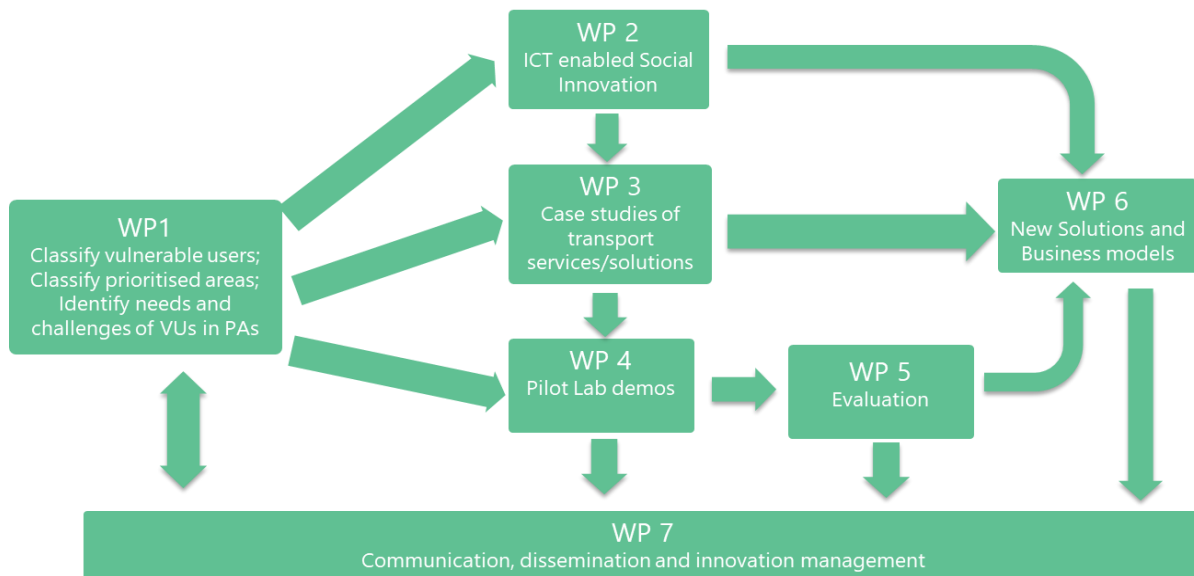 WP 2
ICT enabled Social
Innovation
WP 3
Case studies of
transport
services/solutions
WP1
Classify vulnerable users;
Classify prioritised areas;
Identify needs and
challenges of VUs in PAs
WP 6
New Solutions and
Business models
WP 4
Pilot Lab demos
WP 5
Evaluation
WP 7
Communication, dissemination and innovation management